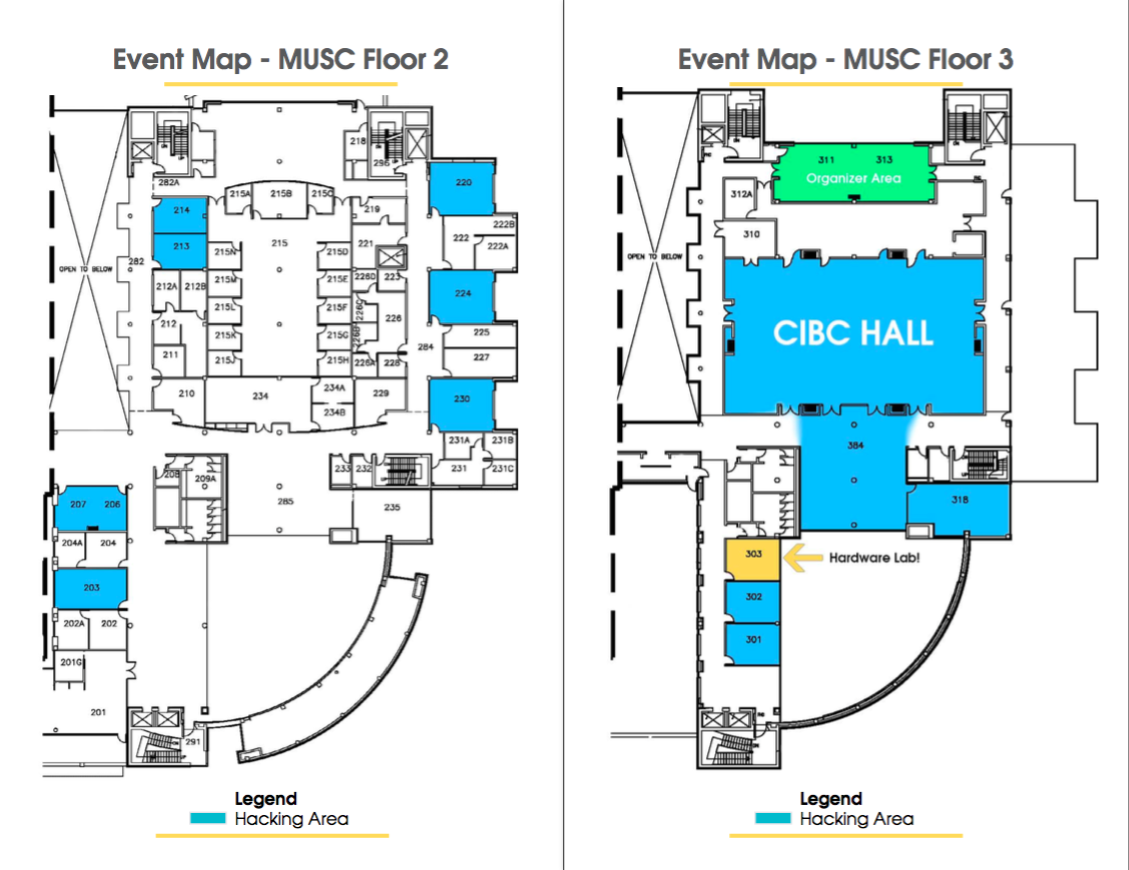 Event Map - MUSC Floor 2
218
296
282A
220
214
215A
215B
215C
219
222B
213
215
221
222
222A
282
OPEN TO BELOW
215N
215D
212A
212B
215M
215E
226D
223
224
215L
215F
226C
226
212
215K
215G
226B
225
284
211
215J
215H
226A
228
227
210
234
234A
229
230
234B
231A
231B
208
209A
233
232
231
231C
207
206
285
235
204A
204
203
202A
202
201G
201
291
Legend
Hacking Area
Event Map - MUSC Floor 3
311
313
Organizer Area
312A
310
OPEN TO BELOW
CIBC HALL
384
318
303
Hardware Lab!
302
301
Legend
Hacking Area